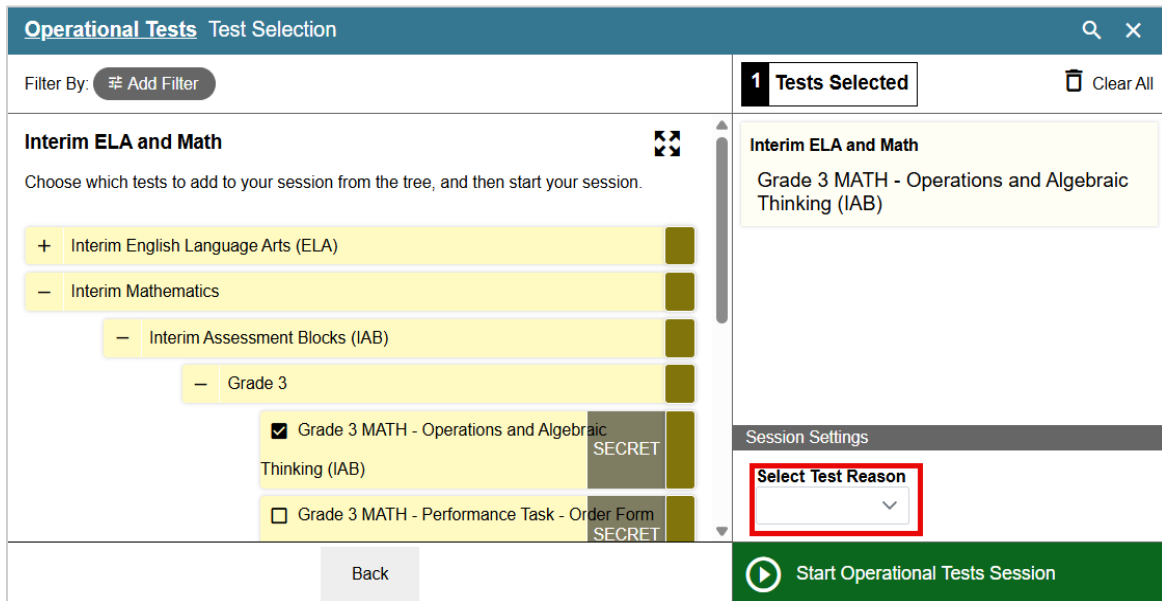 Operational Tests Test Selection
Filter By: Add Filter
1 Tests Selected
Clear All
Interim ELA and Math
Choose which tests to add to your session from the tree, and then start your session.
+ Interim English Language Arts (ELA)
– Interim Mathematics
– Interim Assessment Blocks (IAB)
– Grade 3
Grade 3 MATH - Operations and Algebraic
Thinking (IAB)
SECRET
Grade 3 MATH - Performance Task - Order Form
SECRET
Back
Interim ELA and Math
Grade 3 MATH - Operations and Algebraic
Thinking (IAB)
Session Settings
Select Test Reason
Start Operational Tests Session